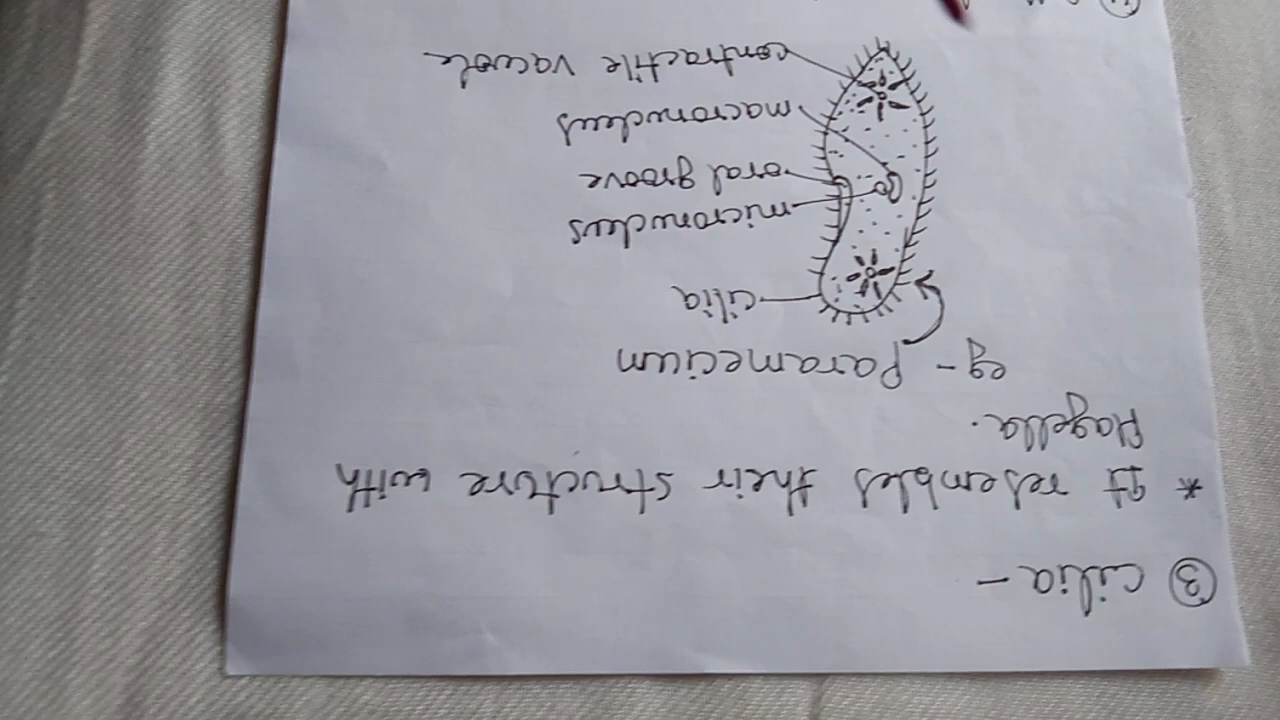 ③ Cilia -
* It resembles their structure with
flagella.
eg - Paramecium
cilia
micronucleus
oral groove
macronucleus
contractile vacuole